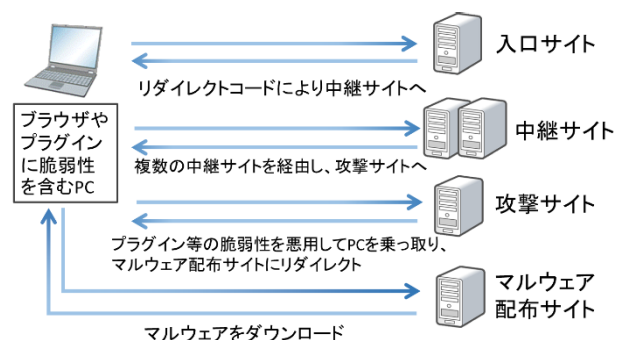 入口サイト
リダイレクトコードにより中継サイトへ
ブラウザや
プラグイン
に脆弱性
を含むPC
中継サイト
複数の中継サイトを経由し、攻撃サイトへ
攻撃サイト
プラグイン等の脆弱性を悪用してPCを乗っ取り、
マルウェア配布サイトにリダイレクト
マルウェア
配布サイト
マルウェアをダウンロード